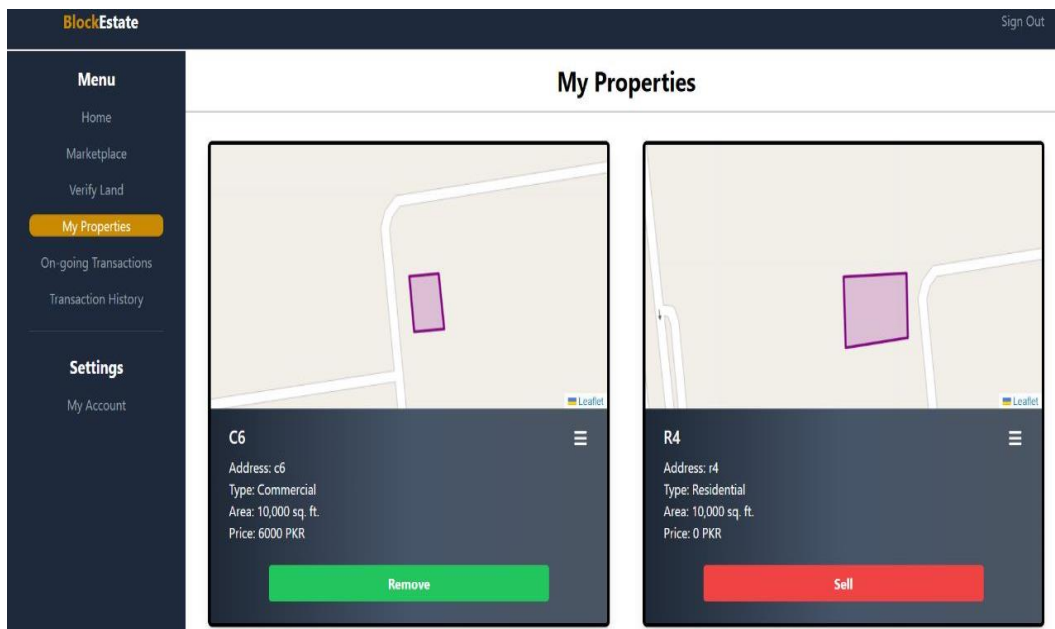 BlockEstate
Sign Out
Menu
Home
Marketplace
Verify Land
My Properties
On-going Transactions
Transaction History
Settings
My Account
My Properties
Leaflet
C6
Address: c6
Type: Commercial
Area: 10,000 sq. ft.
Price: 6000 PKR
Remove
Leaflet
R4
Address: r4
Type: Residential
Area: 10,000 sq. ft.
Price: 0 PKR
Sell